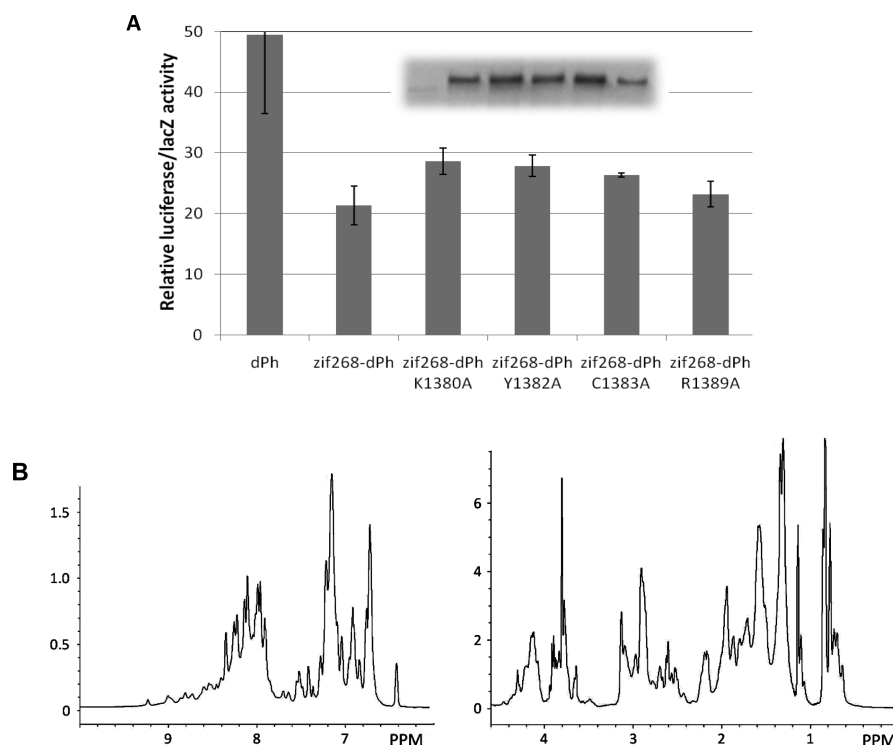 A
Relative luciferase/lacZ activity
50
40
30
20
10
0
dPh
zif268-dPh
zif268-dPh K1380A
zif268-dPh Y1382A
zif268-dPh C1383A
zif268-dPh R1389A
B
1.5
1.0
0.5
0
9 8 7 PPM
6
4
2
0
4 3 2 1 PPM